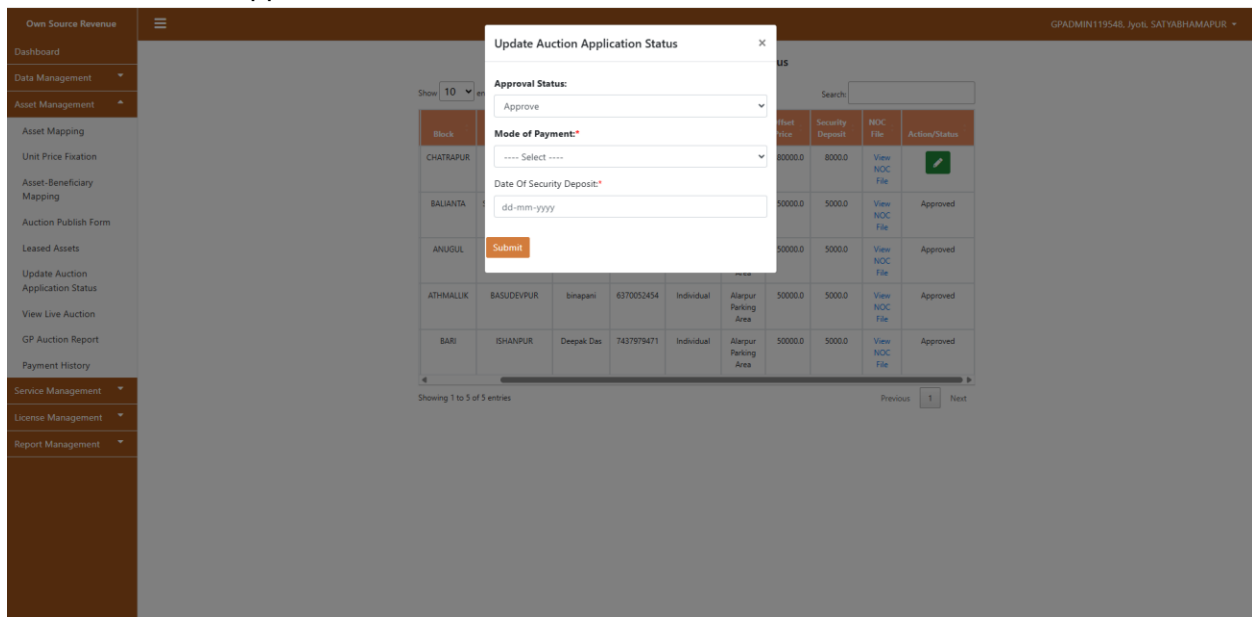 Own Source Revenue
GPADMIN119548, Jyoti, SATYABHAMAPUR
Dashboard
Data Management
Asset Management
Asset Mapping
Unit Price Fixation
Asset-Beneficiary
Mapping
Auction Publish Form
Leased Assets
Update Auction
Application Status
View Live Auction
GP Auction Report
Payment History
Service Management
License Management
Report Management
Update Auction Application Status ×
Approval Status:
Approve
Mode of Payment:*
---- Select ----
Date Of Security Deposit:*
dd-mm-yyyy
Submit
us
Show 10 en
Search:
Block Price Security Deposit NOC File Action/Status
CHATRAPUR 80000.0 8000.0 View NOC File
BALIANTA 50000.0 5000.0 View NOC File Approved
ANUGUL Area 50000.0 5000.0 View NOC File Approved
ATHMALLIK BASUDEVPUR binapani 6370052454 Individual Alarpur Parking Area 50000.0 5000.0 View NOC File Approved
BARI ISHANPUR Deepak Das 7437979471 Individual Alarpur Parking Area 50000.0 5000.0 View NOC File Approved
Showing 1 to 5 of 5 entries
Previous 1 Next